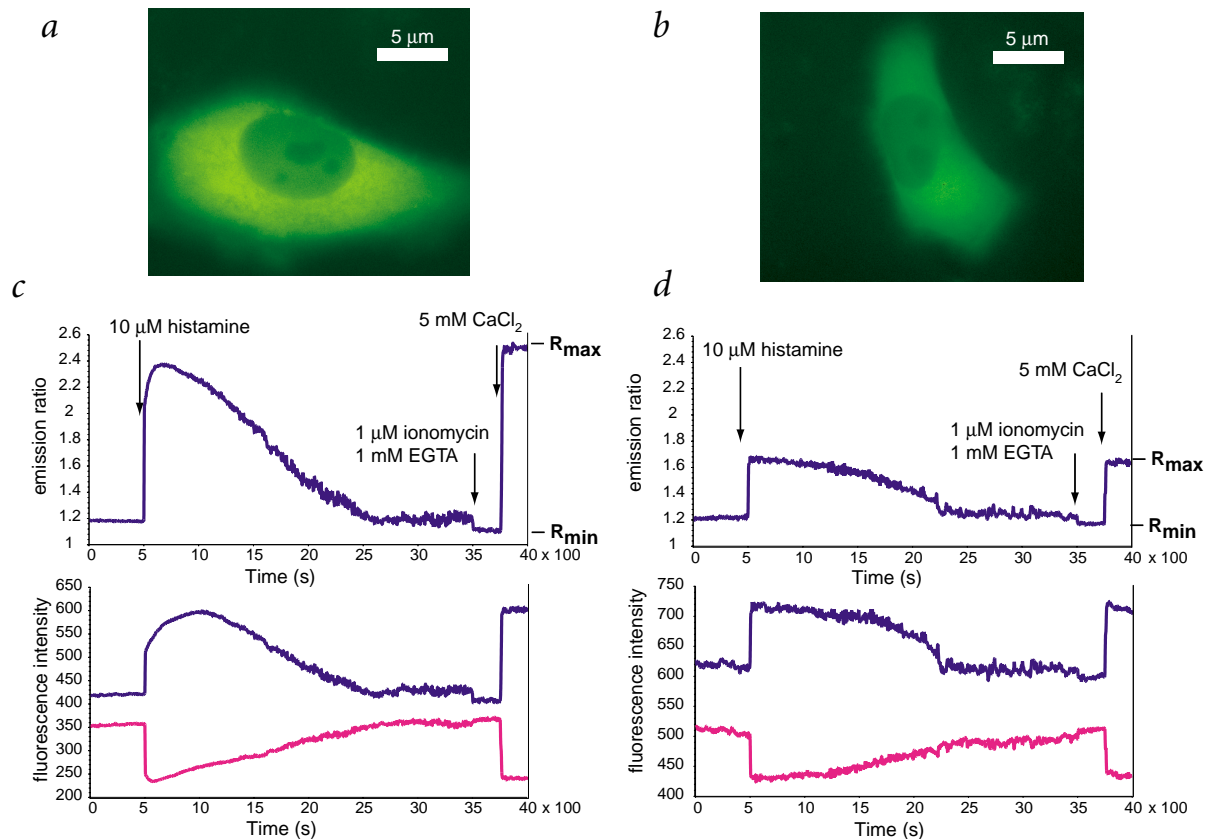 a
5 μm
b
5 μm
c
10 μM histamine
5 mM CaCl₂
Rmax
1 μM ionomycin
1 mM EGTA
Rmin
emission ratio
2.6
2.4
2.2
2
1.8
1.6
1.4
1.2
1
0 5 10 15 20 25 30 35 40 x 100
Time (s)
fluorescence intensity
650
600
550
500
450
400
350
300
250
200
0 5 10 15 20 25 30 35 40 x 100
Time (s)
d
10 μM histamine
5 mM CaCl₂
1 μM ionomycin
1 mM EGTA
Rmax
Rmin
emission ratio
2.6
2.4
2.2
2
1.8
1.6
1.4
1.2
1
0 5 10 15 20 25 30 35 40 x 100
Time (s)
fluorescence intensity
750
700
650
600
550
500
450
400
0 5 10 15 20 25 30 35 40 x 100
Time (s)